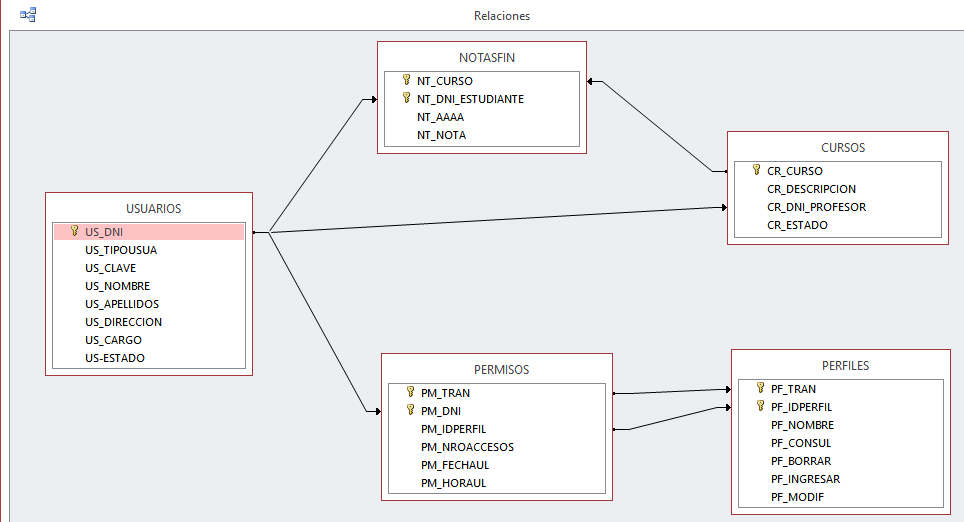 Relaciones
NOTASFIN
NT_CURSO
NT_DNI_ESTUDIANTE
NT_AAAA
NT_NOTA
CURSOS
CR_CURSO
CR_DESCRIPCION
CR_DNI_PROFESOR
CR_ESTADO
USUARIOS
US_DNI
US_TIPOUSUA
US_CLAVE
US_NOMBRE
US_APELLIDOS
US_DIRECCION
US_CARGO
US-ESTADO
PERMISOS
PM_TRAN
PM_DNI
PM_IDPERFIL
PM_NROACCESOS
PM_FECHAUL
PM_HORAUL
PERFILES
PF_TRAN
PF_IDPERFIL
PF_NOMBRE
PF_CONSUL
PF_BORRAR
PF_INGRESAR
PF_MODIF